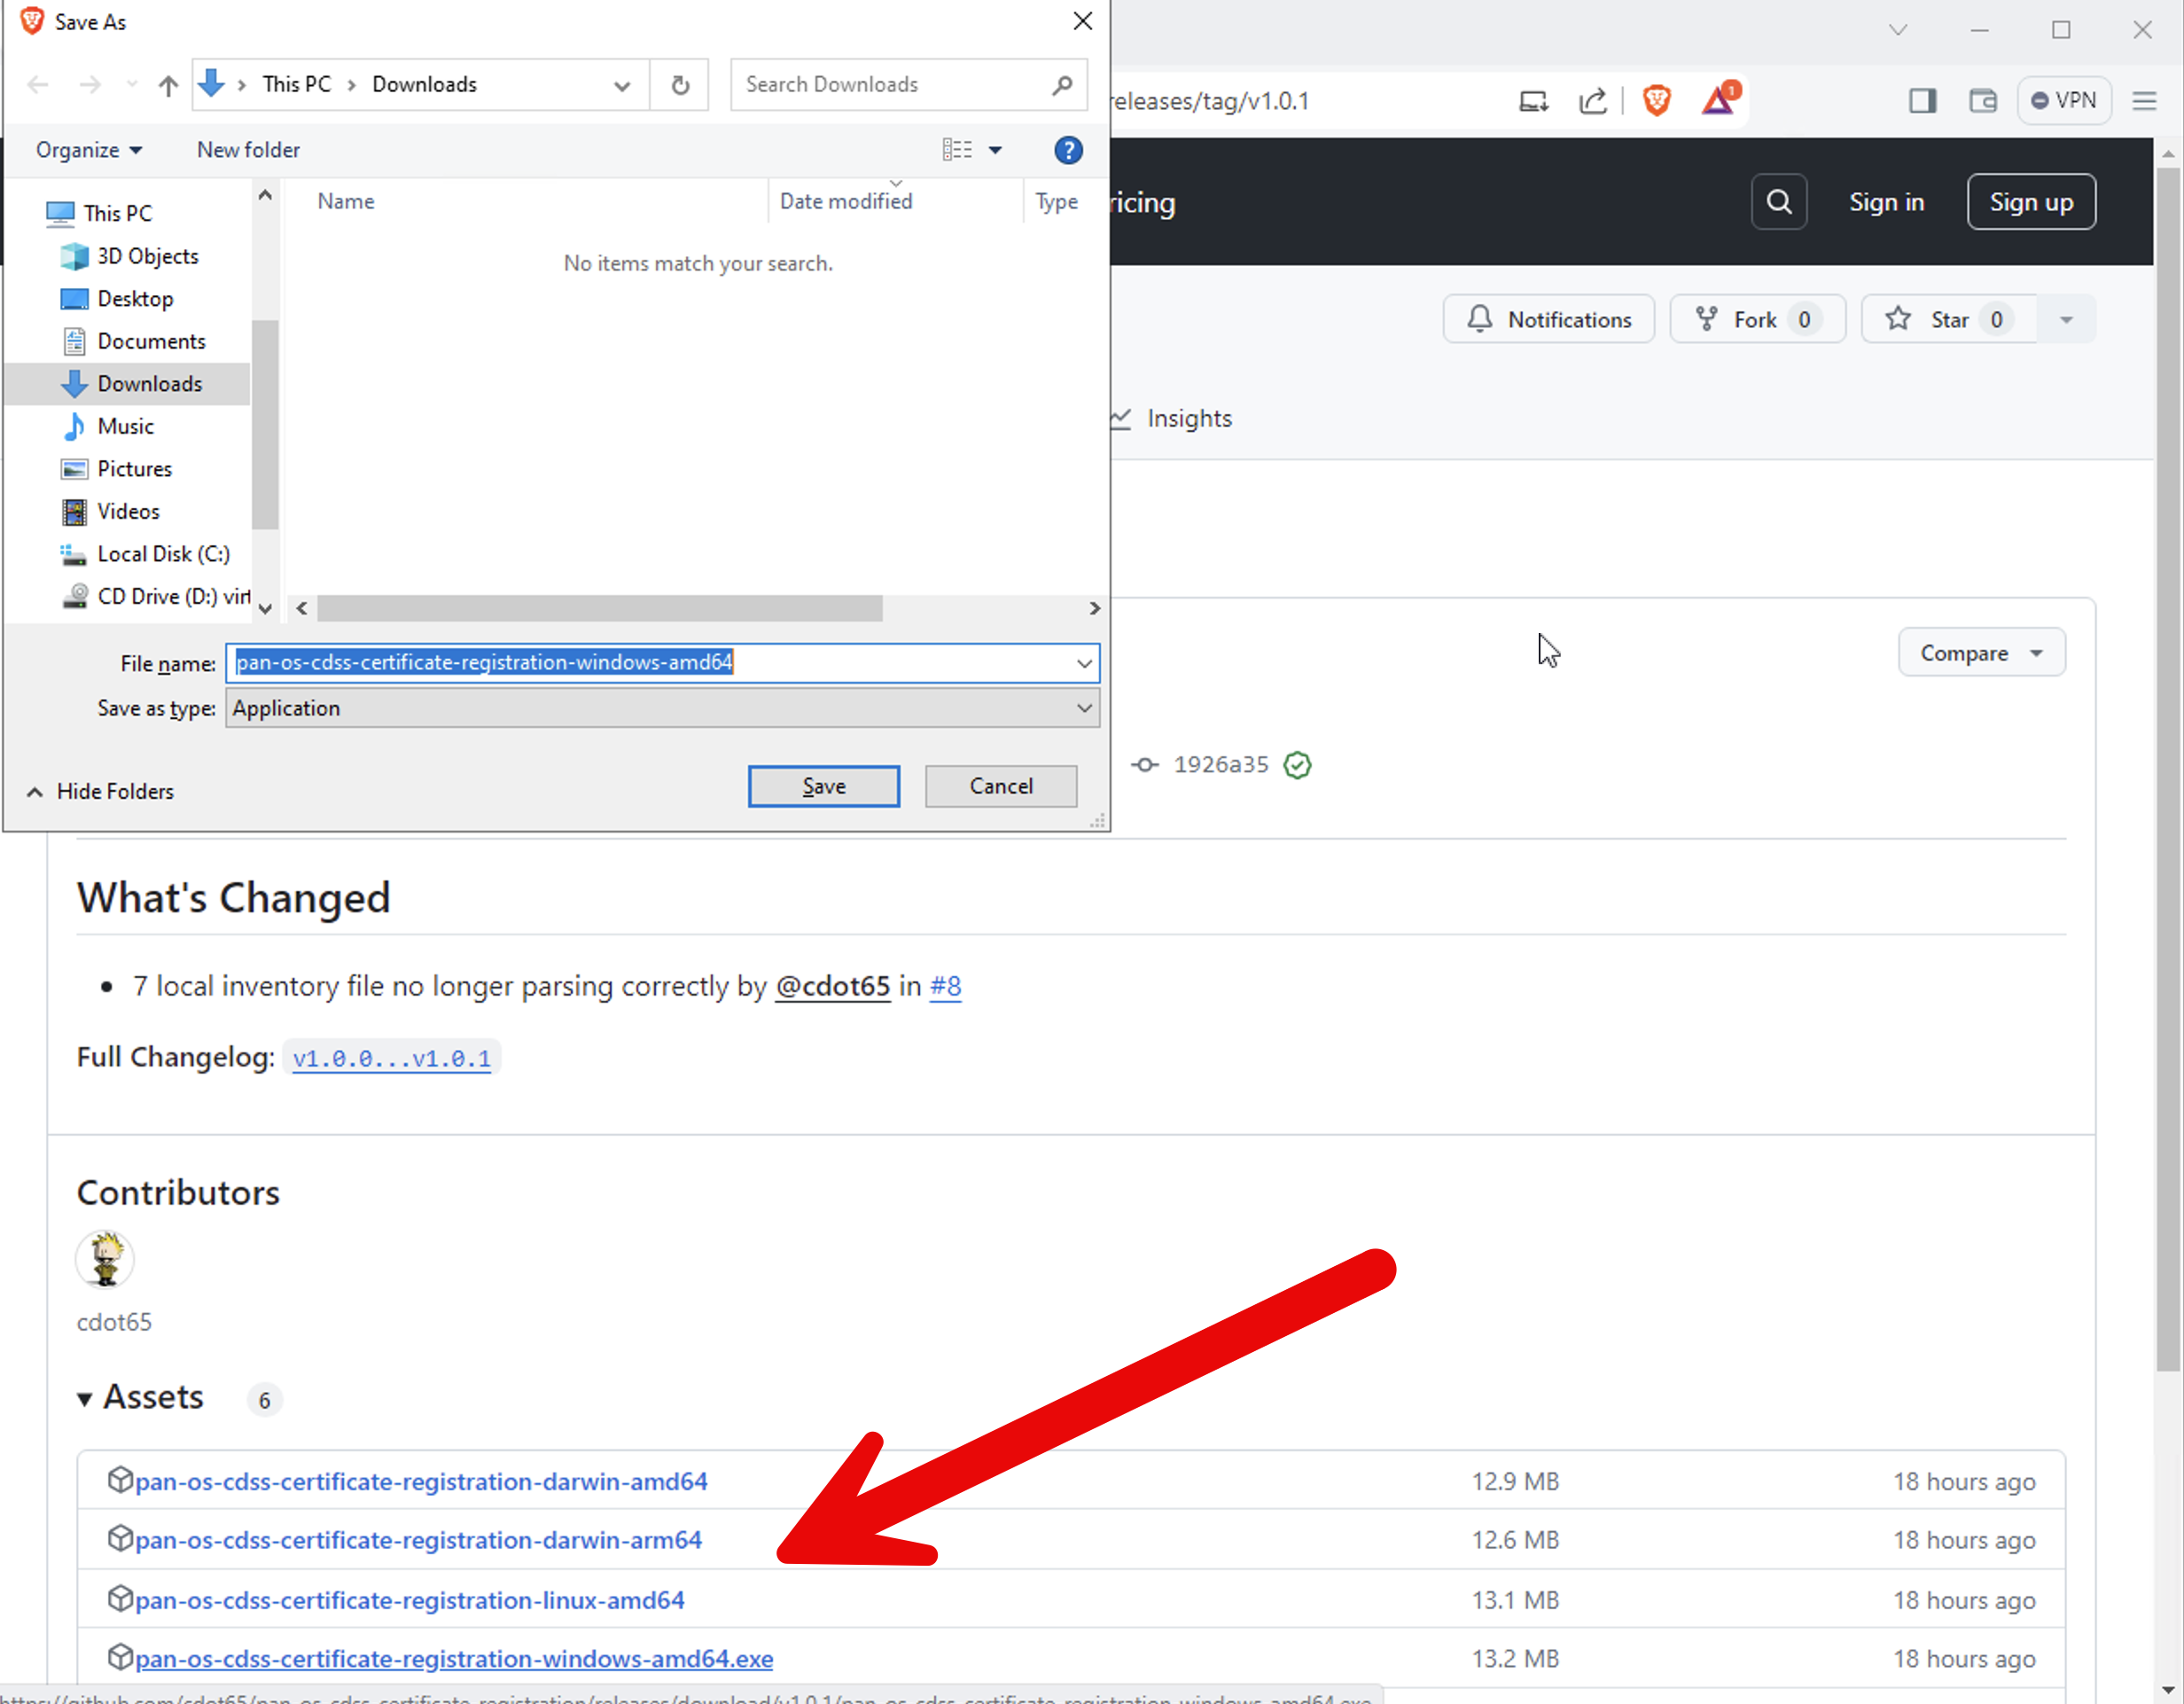 Save As
This PC
Downloads
Search Downloads
Organize
New folder
?
Name
Date modified
Type
No items match your search.
This PC
3D Objects
Desktop
Documents
Downloads
Music
Pictures
Videos
Local Disk (C:)
CD Drive (D:) virt
File name:
pan-os-cdss-certificate-registration-windows-amd64
Save as type:
Application
Hide Folders
Save
Cancel
releases/tag/v1.0.1
1
VPN
ricing
Sign in
Sign up
Notifications
Fork 0
Star 0
Insights
Compare
1926a35
What's Changed
• 7 local inventory file no longer parsing correctly by @cdot65 in #8
Full Changelog: v1.0.0...v1.0.1
Contributors
cdot65
Assets 6
pan-os-cdss-certificate-registration-darwin-amd64 12.9 MB 18 hours ago
pan-os-cdss-certificate-registration-darwin-arm64 12.6 MB 18 hours ago
pan-os-cdss-certificate-registration-linux-amd64 13.1 MB 18 hours ago
pan-os-cdss-certificate-registration-windows-amd64.exe 13.2 MB 18 hours ago
https://github.com/cdot65/pan-os-cdss-certificate-registration/releases/download/v1.0.1/pan-os-cdss-certificate-registration-windows-amd64.exe